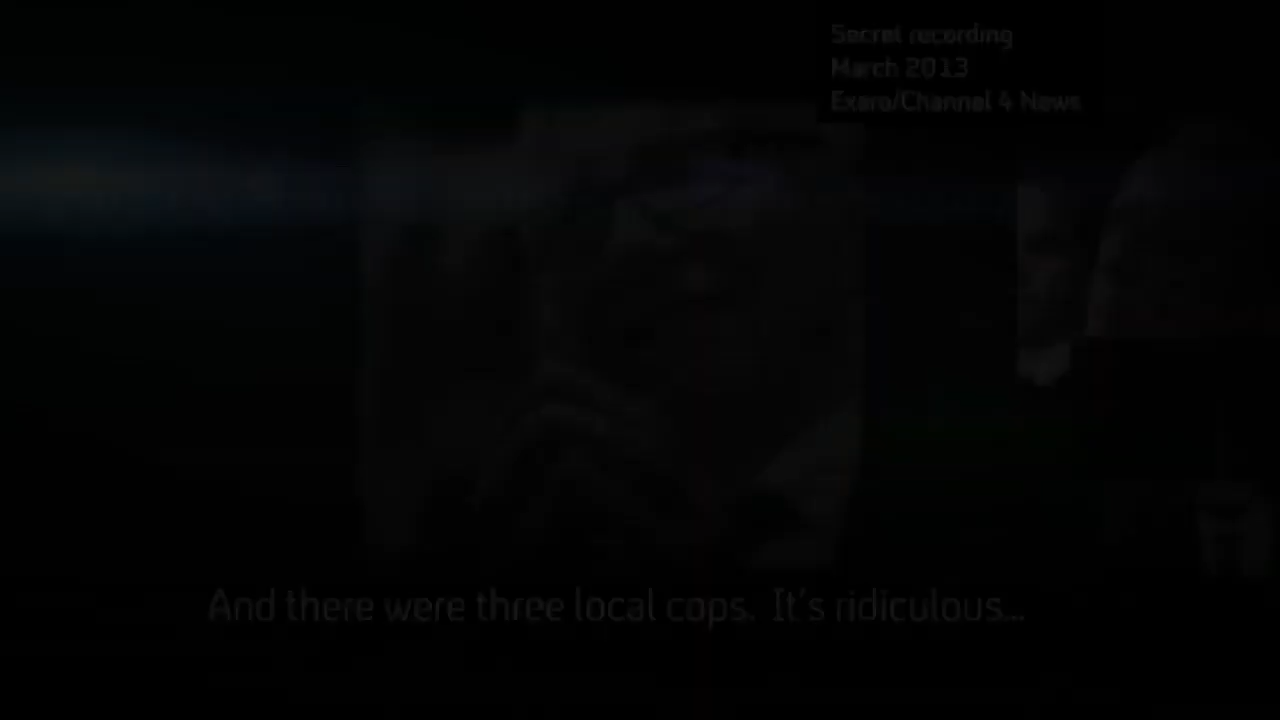 Secret recording
March 2013
Exaro/Channel 4 News
And there were three local cops. It's ridiculous...